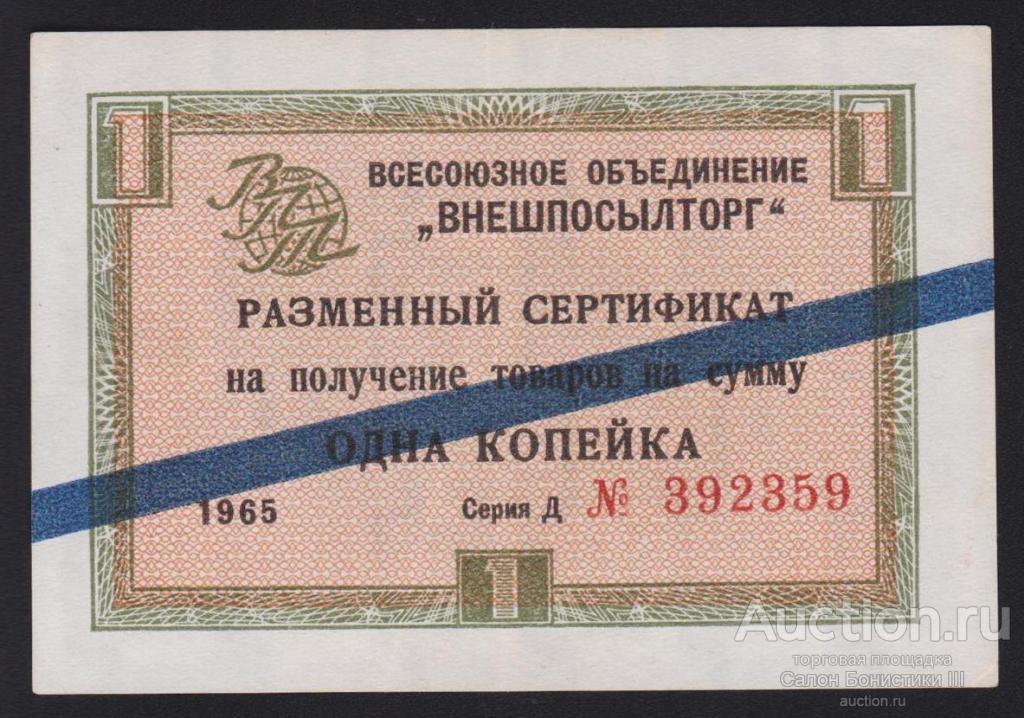 1 1
ВПТ
ВСЕСОЮЗНОЕ ОБЪЕДИНЕНИЕ
„ВНЕШПОСЫЛТОРГ“
РАЗМЕННЫЙ СЕРТИФИКАТ
на получение товаров на сумму
ОДНА КОПЕЙКА
1965 Серия Д № 392359
1
Auction.ru
торговая площадка
Салон Бонистики III
auction.ru